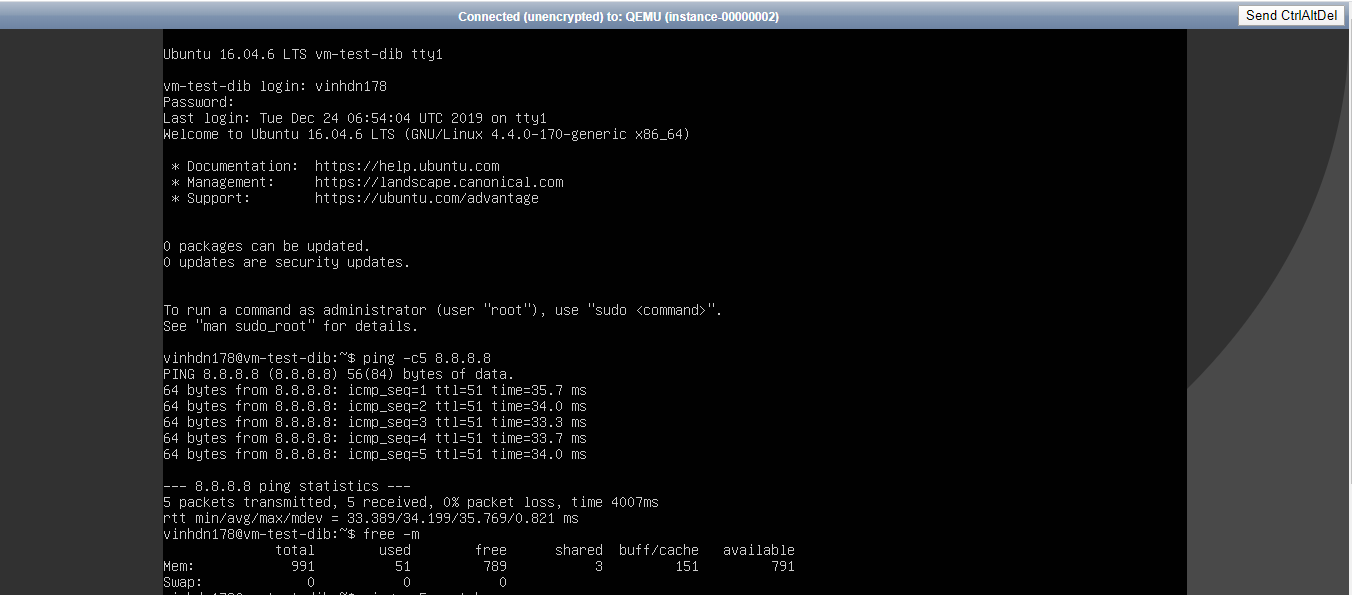 Connected (unencrypted) to: QEMU (instance-00000002)
Send CtrlAltDel
Ubuntu 16.04.6 LTS vm-test-dib tty1
vm-test-dib login: vinhdn178
Password:
Last login: Tue Dec 24 06:54:04 UTC 2019 on tty1
Welcome to Ubuntu 16.04.6 LTS (GNU/Linux 4.4.0-170-generic x86_64)
* Documentation:  https://help.ubuntu.com
* Management:     https://landscape.canonical.com
* Support:        https://ubuntu.com/advantage
0 packages can be updated.
0 updates are security updates.
To run a command as administrator (user "root"), use "sudo <command>".
See "man sudo_root" for details.
vinhdn178@vm-test-dib:~$ ping -c5 8.8.8.8
PING 8.8.8.8 (8.8.8.8) 56(84) bytes of data.
64 bytes from 8.8.8.8: icmp_seq=1 ttl=51 time=35.7 ms
64 bytes from 8.8.8.8: icmp_seq=2 ttl=51 time=34.0 ms
64 bytes from 8.8.8.8: icmp_seq=3 ttl=51 time=33.3 ms
64 bytes from 8.8.8.8: icmp_seq=4 ttl=51 time=33.7 ms
64 bytes from 8.8.8.8: icmp_seq=5 ttl=51 time=34.0 ms
--- 8.8.8.8 ping statistics ---
5 packets transmitted, 5 received, 0% packet loss, time 4007ms
rtt min/avg/max/mdev = 33.389/34.199/35.769/0.821 ms
vinhdn178@vm-test-dib:~$ free -m
total used free shared buff/cache available
Mem: 991 51 789 3 151 791
Swap: 0 0 0